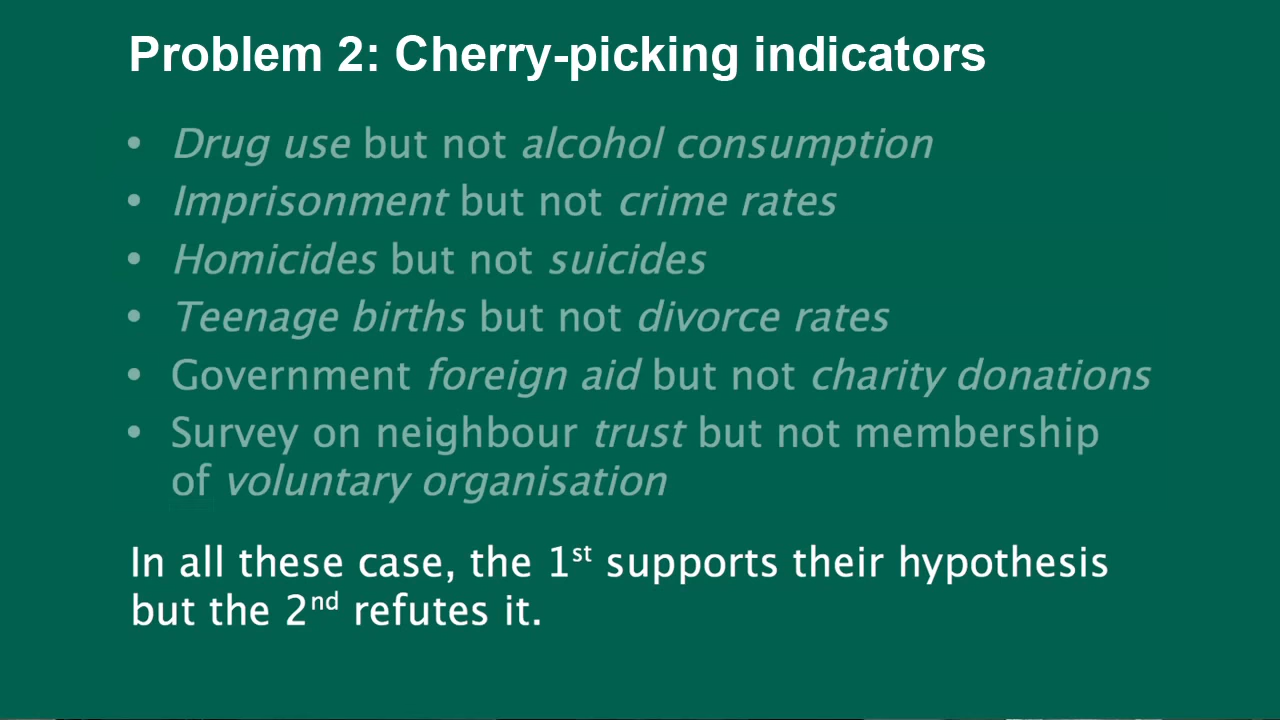 Problem 2: Cherry-picking indicators
• Drug use but not alcohol consumption
• Imprisonment but not crime rates
• Homicides but not suicides
• Teenage births but not divorce rates
• Government foreign aid but not charity donations
• Survey on neighbour trust but not membership
of voluntary organisation
In all these case, the 1st supports their hypothesis
but the 2nd refutes it.